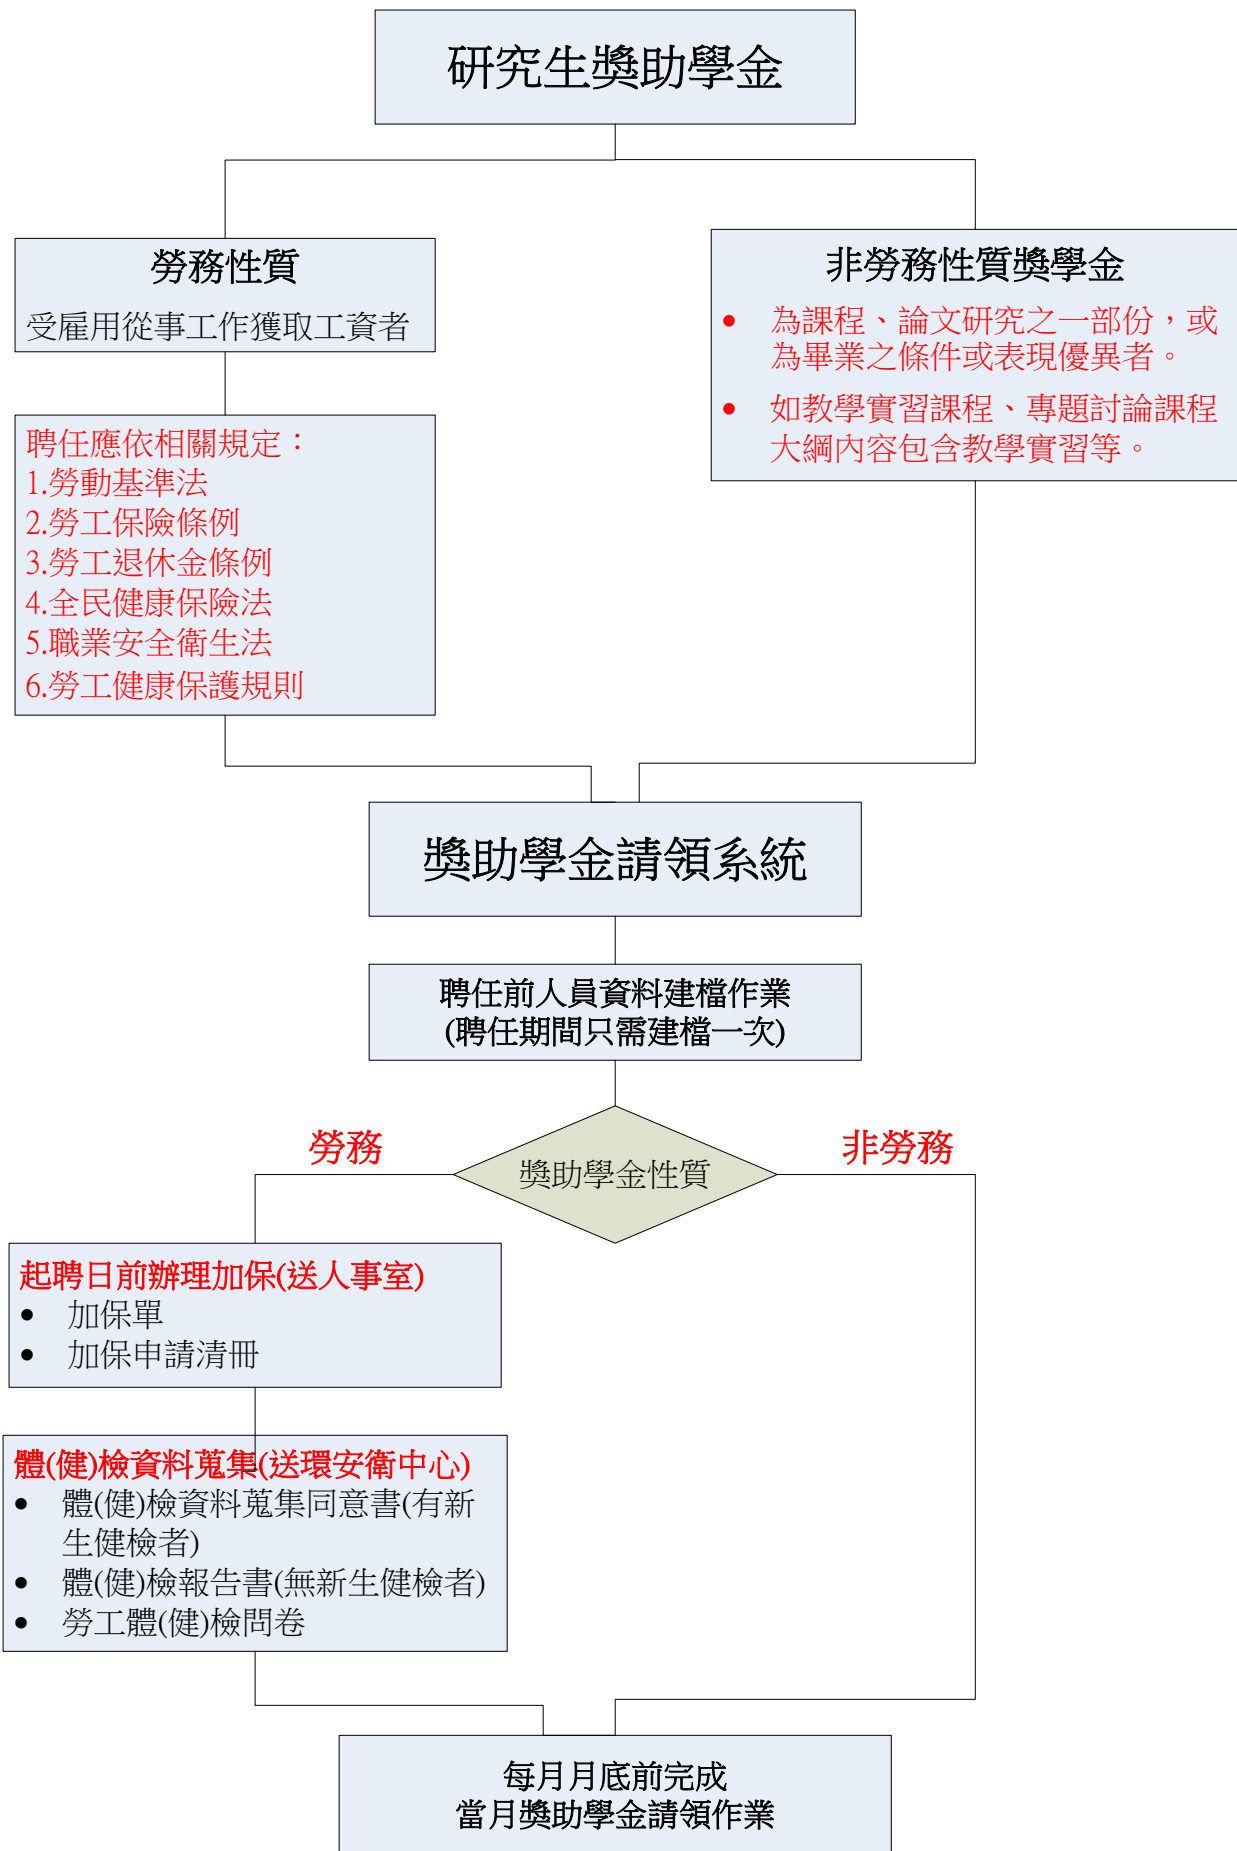 研究生獎助學金
勞務性質
受雇用從事工作獲取工資者
非勞務性質獎學金
• 為課程、論文研究之一部份，或
為畢業之條件或表現優異者。
• 如教學實習課程、專題討論課程
大綱內容包含教學實習等。
聘任應依相關規定：
1.勞動基準法
2.勞工保險條例
3.勞工退休金條例
4.全民健康保險法
5.職業安全衛生法
6.勞工健康保護規則
獎助學金請領系統
聘任前人員資料建檔作業
(聘任期間只需建檔一次)
勞務
獎助學金性質
非勞務
起聘日前辦理加保(送人事室)
• 加保單
• 加保申請清冊
體(健)檢資料蒐集(送環安衛中心)
• 體(健)檢資料蒐集同意書(有新
生健檢者)
• 體(健)檢報告書(無新生健檢者)
• 勞工體(健)檢問卷
每月月底前完成
當月獎助學金請領作業